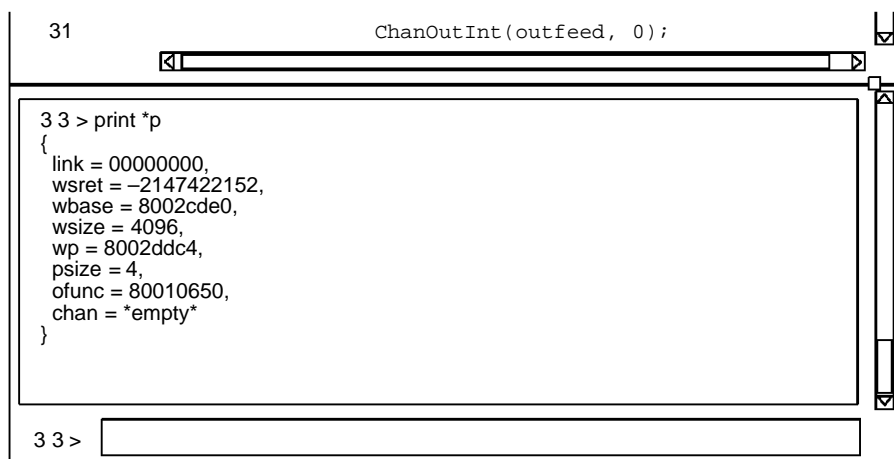 31 ChanOutInt(outfeed, 0);
3 3 > print *p
{
link = 00000000,
wsret = –2147422152,
wbase = 8002cde0,
wsize = 4096,
wp = 8002ddc4,
psize = 4,
ofunc = 80010650,
chan = *empty*
}
3 3 >